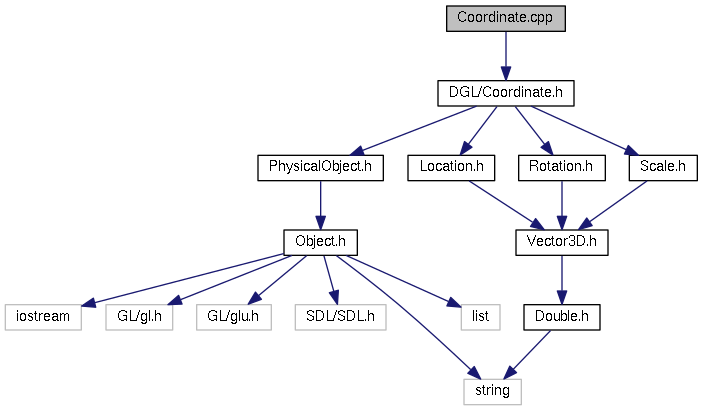 Coordinate.cpp
DGL/Coordinate.h
PhysicalObject.h
Location.h
Rotation.h
Scale.h
Object.h
Vector3D.h
iostream
GL/gl.h
GL/glu.h
SDL/SDL.h
list
Double.h
string